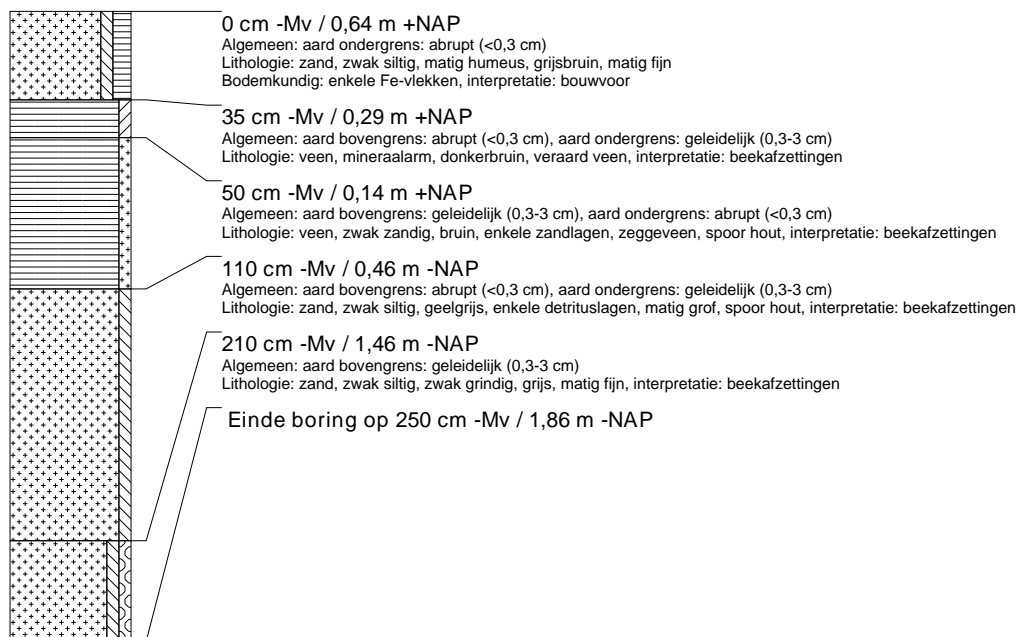 0 cm -Mv / 0,64 m +NAP
Algemeen: aard ondergrens: abrupt (<0,3 cm)
Lithologie: zand, zwak siltig, matig humeus, grijsbruin, matig fijn
Bodemkundig: enkele Fe-vlekken, interpretatie: bouwvoor
35 cm -Mv / 0,29 m +NAP
Algemeen: aard bovengrens: abrupt (<0,3 cm), aard ondergrens: geleidelijk (0,3-3 cm)
Lithologie: veen, mineraalarm, donkerbruin, veraard veen, interpretatie: beekafzettingen
50 cm -Mv / 0,14 m +NAP
Algemeen: aard bovengrens: geleidelijk (0,3-3 cm), aard ondergrens: abrupt (<0,3 cm)
Lithologie: veen, zwak zandig, bruin, enkele zandlagen, zeggeveen, spoor hout, interpretatie: beekafzettingen
110 cm -Mv / 0,46 m -NAP
Algemeen: aard bovengrens: abrupt (<0,3 cm), aard ondergrens: geleidelijk (0,3-3 cm)
Lithologie: zand, zwak siltig, geelgrijs, enkele detrituslagen, matig grof, spoor hout, interpretatie: beekafzettingen
210 cm -Mv / 1,46 m -NAP
Algemeen: aard bovengrens: geleidelijk (0,3-3 cm)
Lithologie: zand, zwak siltig, zwak grindig, grijs, matig fijn, interpretatie: beekafzettingen
Einde boring op 250 cm -Mv / 1,86 m -NAP